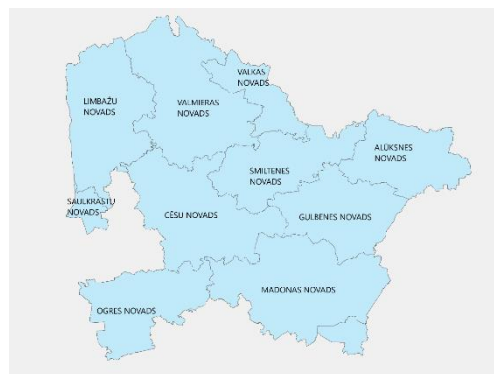 VALKAS
NOVADS
LIMBAŽU
NOVADS
VALMIERAS
NOVADS
ALŪKSNES
NOVADS
SMILTENES
NOVADS
SAULKRASTU
NOVADS
CĒSU NOVADS
GULBENES NOVADS
MADONAS NOVADS
OGRES NOVADS